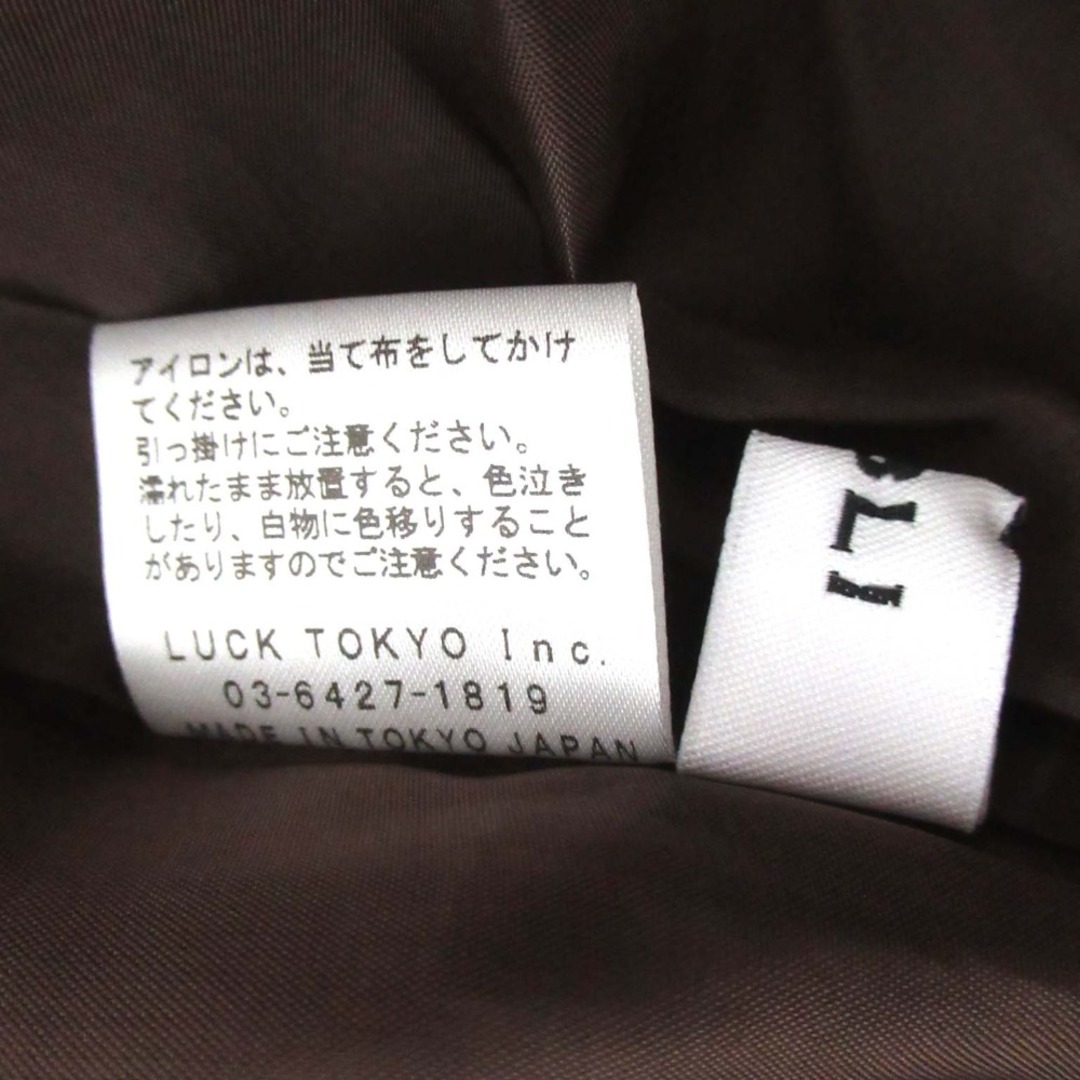 アイロンは、当て布をしてかけ
てください。
引っ掛けにご注意ください。
濡れたまま放置すると、色泣き
したり、白物に色移りすること
がありますのでご注意ください。
LUCK TOKYO Inc.
03-6427-1819
MADE IN TOKYO JAPAN